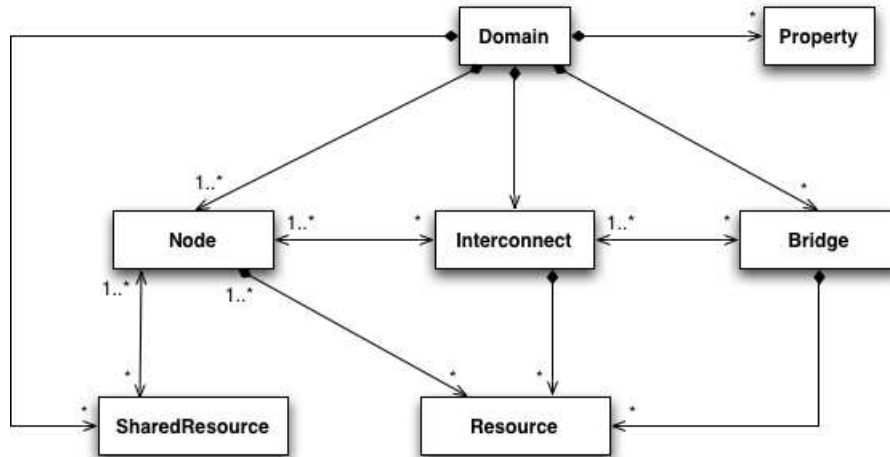 *
Domain
Property
1..*
*
1..*
*
1..*
*
Node
Interconnect
Bridge
1..*
1..*
*
*
*
*
*
SharedResource
Resource